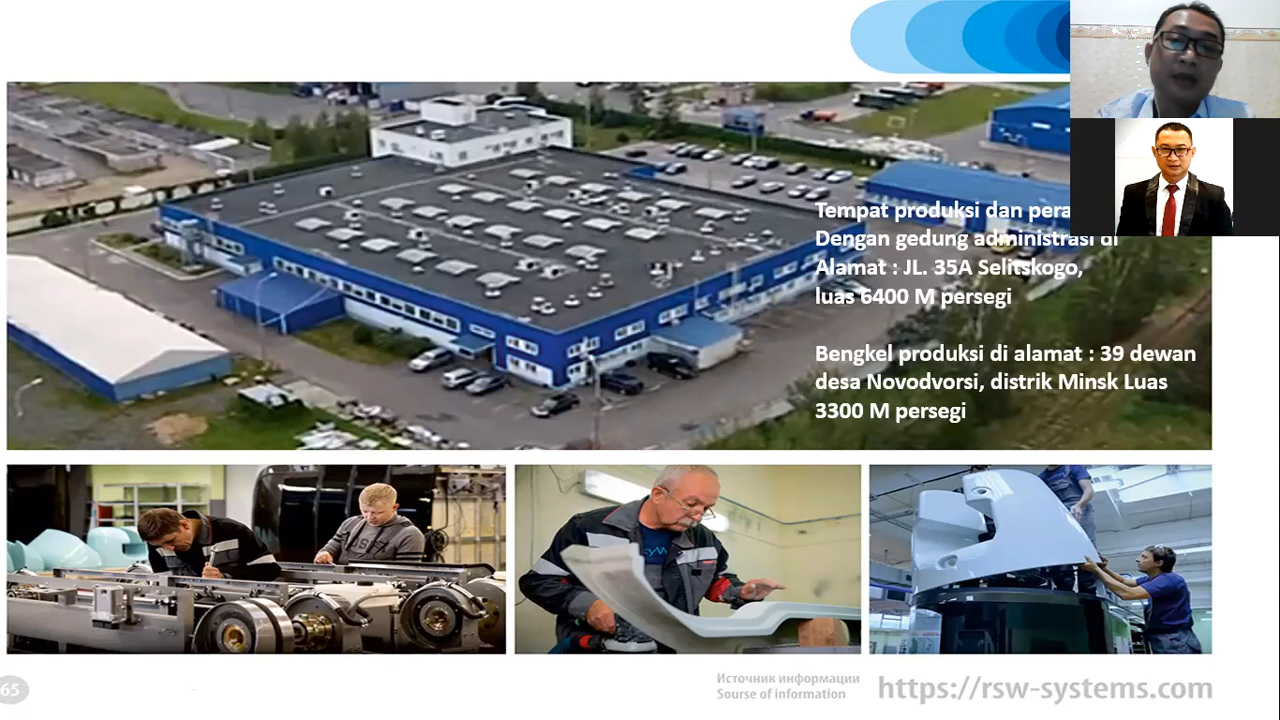 Tempat produksi dan
Dengan gedung administrasi di
Alamat : JL. 35A Selitskogo,
luas 6400 M persegi
Bengkel produksi di alamat : 39 dewan
desa Novodvorsi, distrik Minsk Luas
3300 M persegi
65
Источник информации
Sourse of information
https://rsw-systems.com